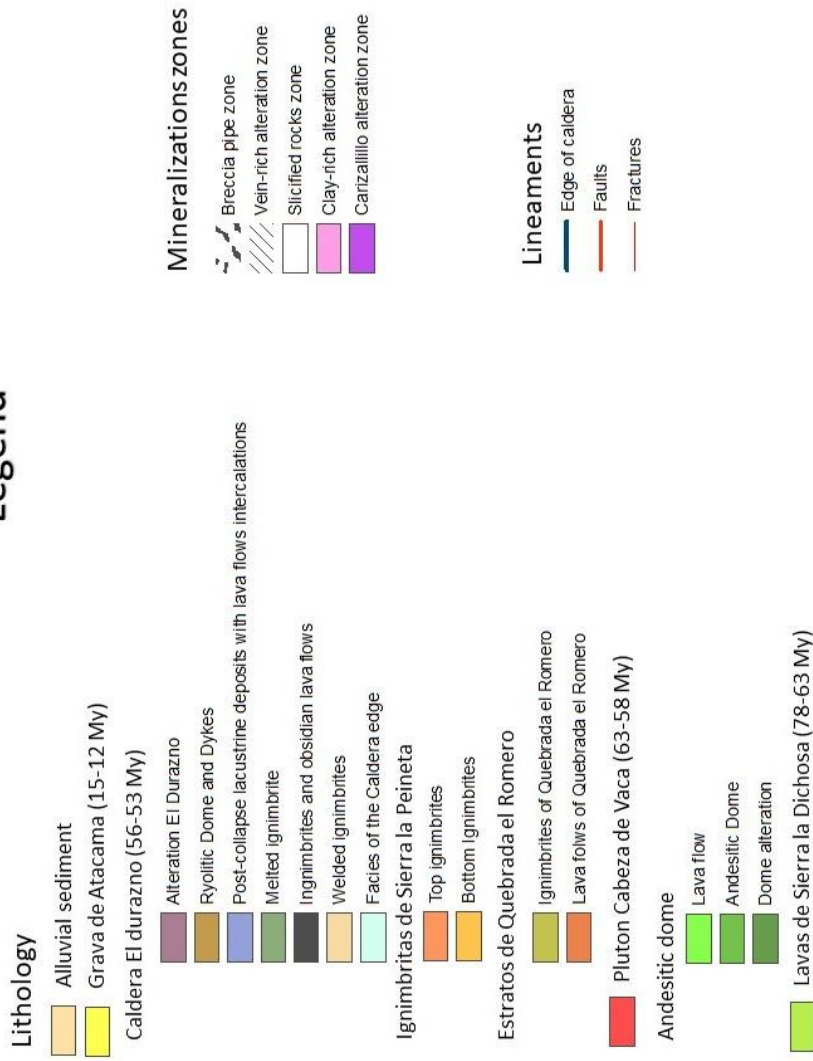 Legend
Lithology
Alluvial sediment
Grava de Atacama (15-12 My)
Caldera El durazno (56-53 My)
Alteration El Durazno
Ryolitic Dome and Dykes
Post-collapse lacustrine deposits with lava flows intercalations
Melted ignimbrite
Ingnimbrites and obsidian lava flows
Welded ignimbrites
Facies of the Caldera edge
Ignimbritas de Sierra la Peineta
Top ignimbrites
Bottom Ignimbrites
Estratos de Quebrada el Romero
Ignimbrites of Quebrada el Romero
Lava folws of Quebrada el Romero
Pluton Cabeza de Vaca (63-58 My)
Andesitic dome
Lava flow
Andesitic Dome
Dome alteration
Lavas de Sierra la Dichosa (78-63 My)
Mineralizations zones
Breccia pipe zone
Vein-rich alteration zone
Slicified rocks zone
Clay-rich alteration zone
Carizallillo alteration zone
Lineaments
Edge of caldera
Faults
Fractures